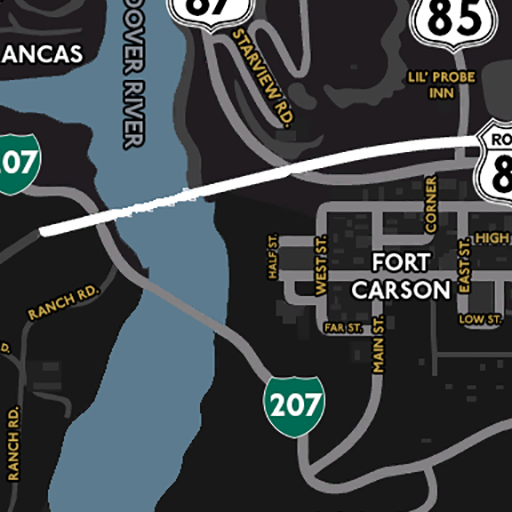 87
85
ANCAS
DOVER RIVER
STARVIEW RD.
LIL' PROBE
INN
07
RO
8
CORNER
HALF ST.
WEST ST.
EAST ST.
HIGH
FORT
CARSON
RANCH RD.
FAR ST.
MAIN ST.
LOW ST.
D.
207
RANCH RD.